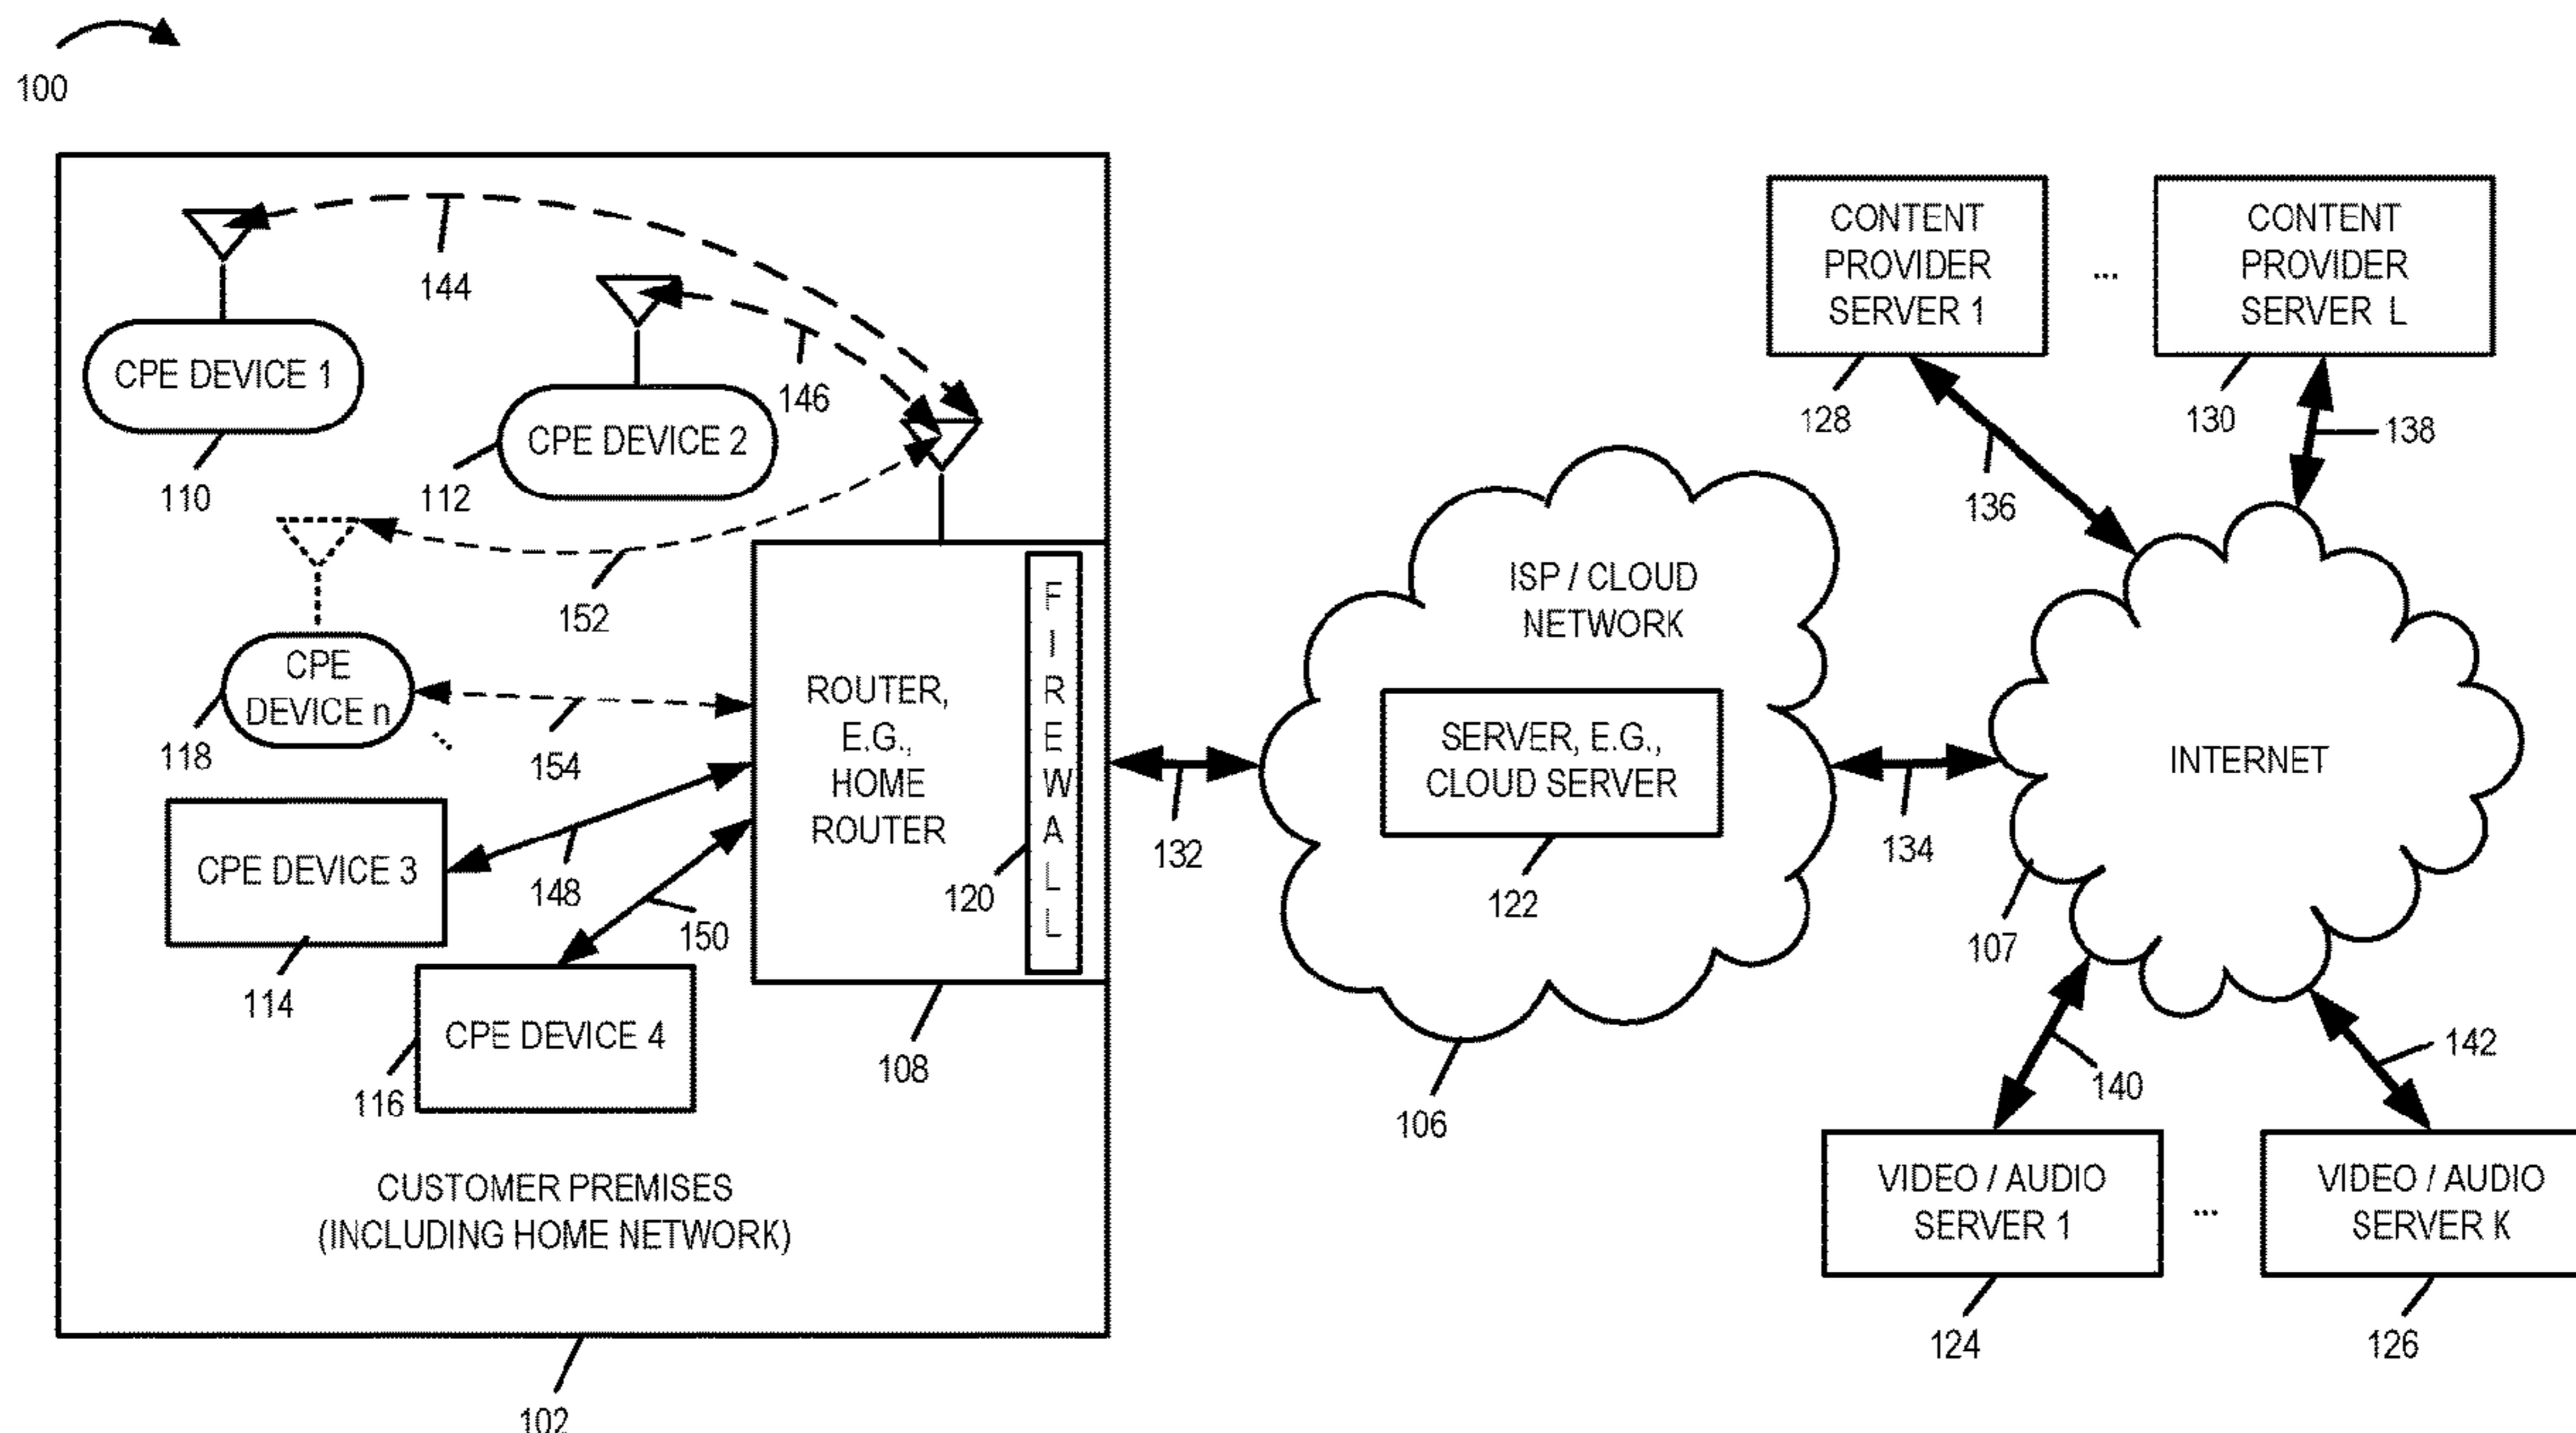 100
144
CPE DEVICE 1
110
146
CPE DEVICE 2
112
152
CPE
DEVICE n
...
118
154
CPE DEVICE 3
114
148
CPE DEVICE 4
116
150
ROUTER,
E.G.,
HOME
ROUTER
FIREWALL
120
108
CUSTOMER PREMISES
(INCLUDING HOME NETWORK)
102
132
ISP / CLOUD
NETWORK
SERVER, E.G.,
CLOUD SERVER
122
106
134
CONTENT
PROVIDER
SERVER 1
128
...
CONTENT
PROVIDER
SERVER L
130
136
138
INTERNET
107
140
142
VIDEO / AUDIO
SERVER 1
124
...
VIDEO / AUDIO
SERVER K
126